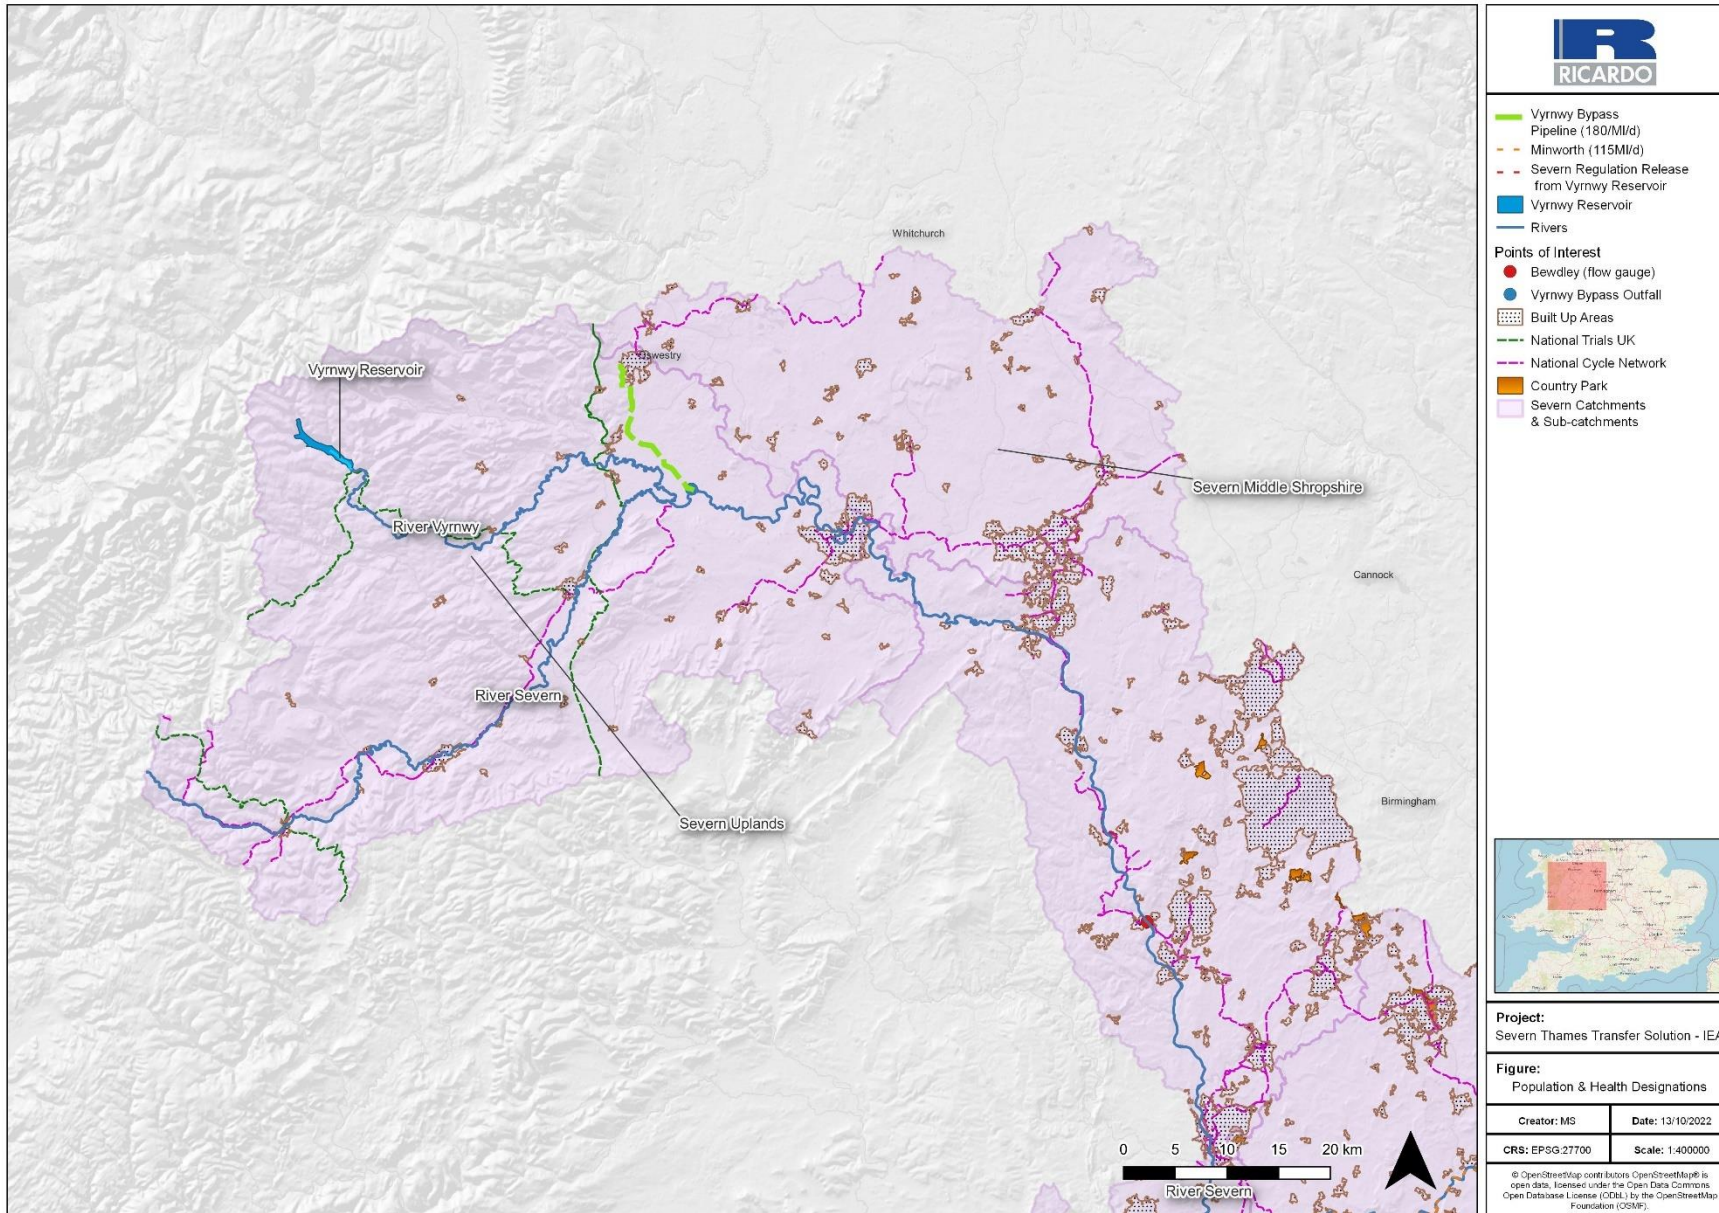 Whitchurch
Oswestry
Vyrnwy Reservoir
Severn Middle Shropshire
River Vyrnwy
Cannock
River Severn
Birmingham
Severn Uplands
0 5 10 15 20 km
River Severn
R
RICARDO
Vyrnwy Bypass
Pipeline (180/Ml/d)
Minworth (115Ml/d)
Severn Regulation Release
from Vyrnwy Reservoir
Vyrnwy Reservoir
Rivers
Points of Interest
Bewdley (flow gauge)
Vyrnwy Bypass Outfall
Built Up Areas
National Trials UK
National Cycle Network
Country Park
Severn Catchments
& Sub-catchments
Project:
Severn Thames Transfer Solution - IEA
Figure:
Population & Health Designations
Creator: MS Date: 13/10/2022
CRS: EPSG:27700 Scale: 1:400000
© OpenStreetMap contributors OpenStreetMap® is
open data, licensed under the Open Data Commons
Open Database License (ODbL) by the OpenStreetMap
Foundation (OSMF).